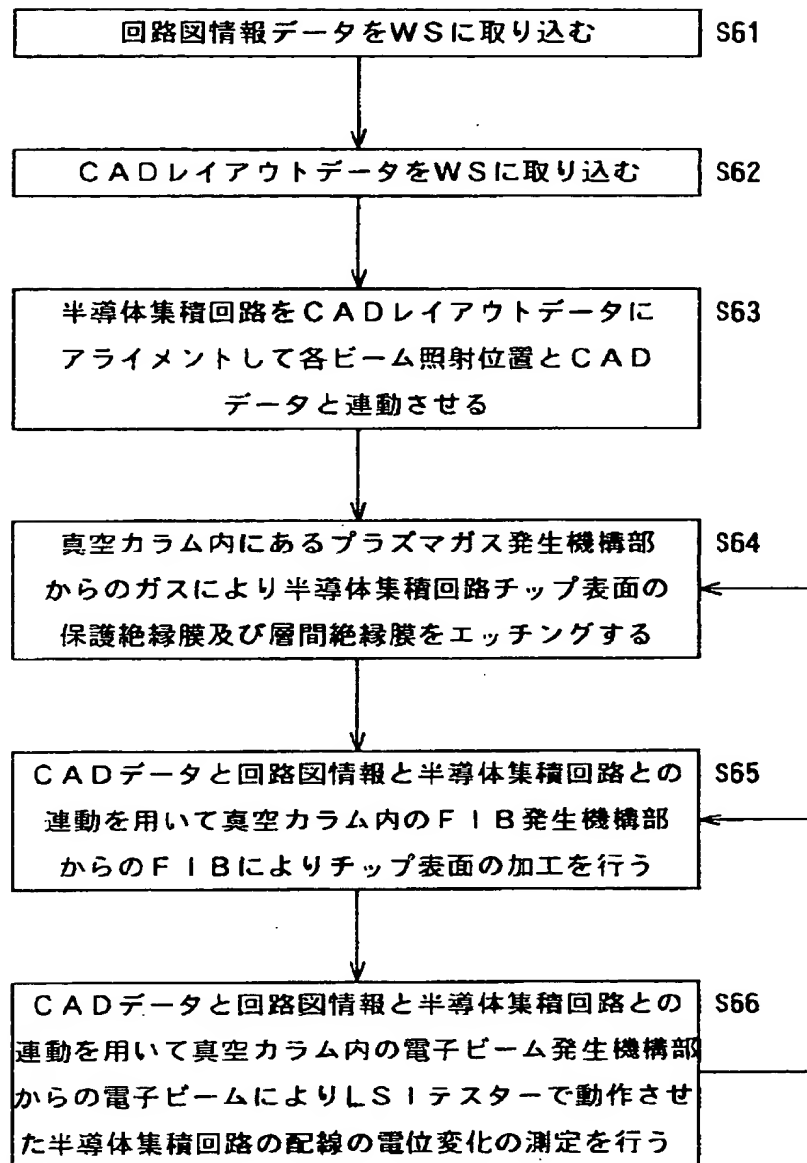 回路図情報データをWSに取り込む S61
CADレイアウトデータをWSに取り込む S62
半導体集積回路をCADレイアウトデータに S63
アライメントして各ビーム照射位置とCAD
データと連動させる
真空カラム内にあるプラズマガス発生機構部 S64
からのガスにより半導体集積回路チップ表面の
保護絶縁膜及び層間絶縁膜をエッチングする
CADデータと回路図情報と半導体集積回路との S65
連動を用いて真空カラム内のFIB発生機構部
からのFIBによりチップ表面の加工を行う
CADデータと回路図情報と半導体集積回路との S66
連動を用いて真空カラム内の電子ビーム発生機構部
からの電子ビームによりLSIテスターで動作させ
た半導体集積回路の配線の電位変化の測定を行う